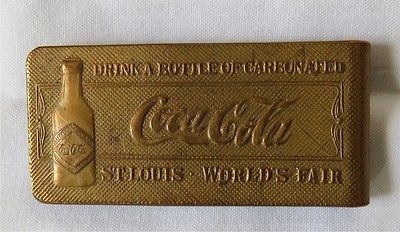 DRINK A BOTTLE OF CARBONATED
Coca-Cola
ST LOUIS · WORLD'S FAIR